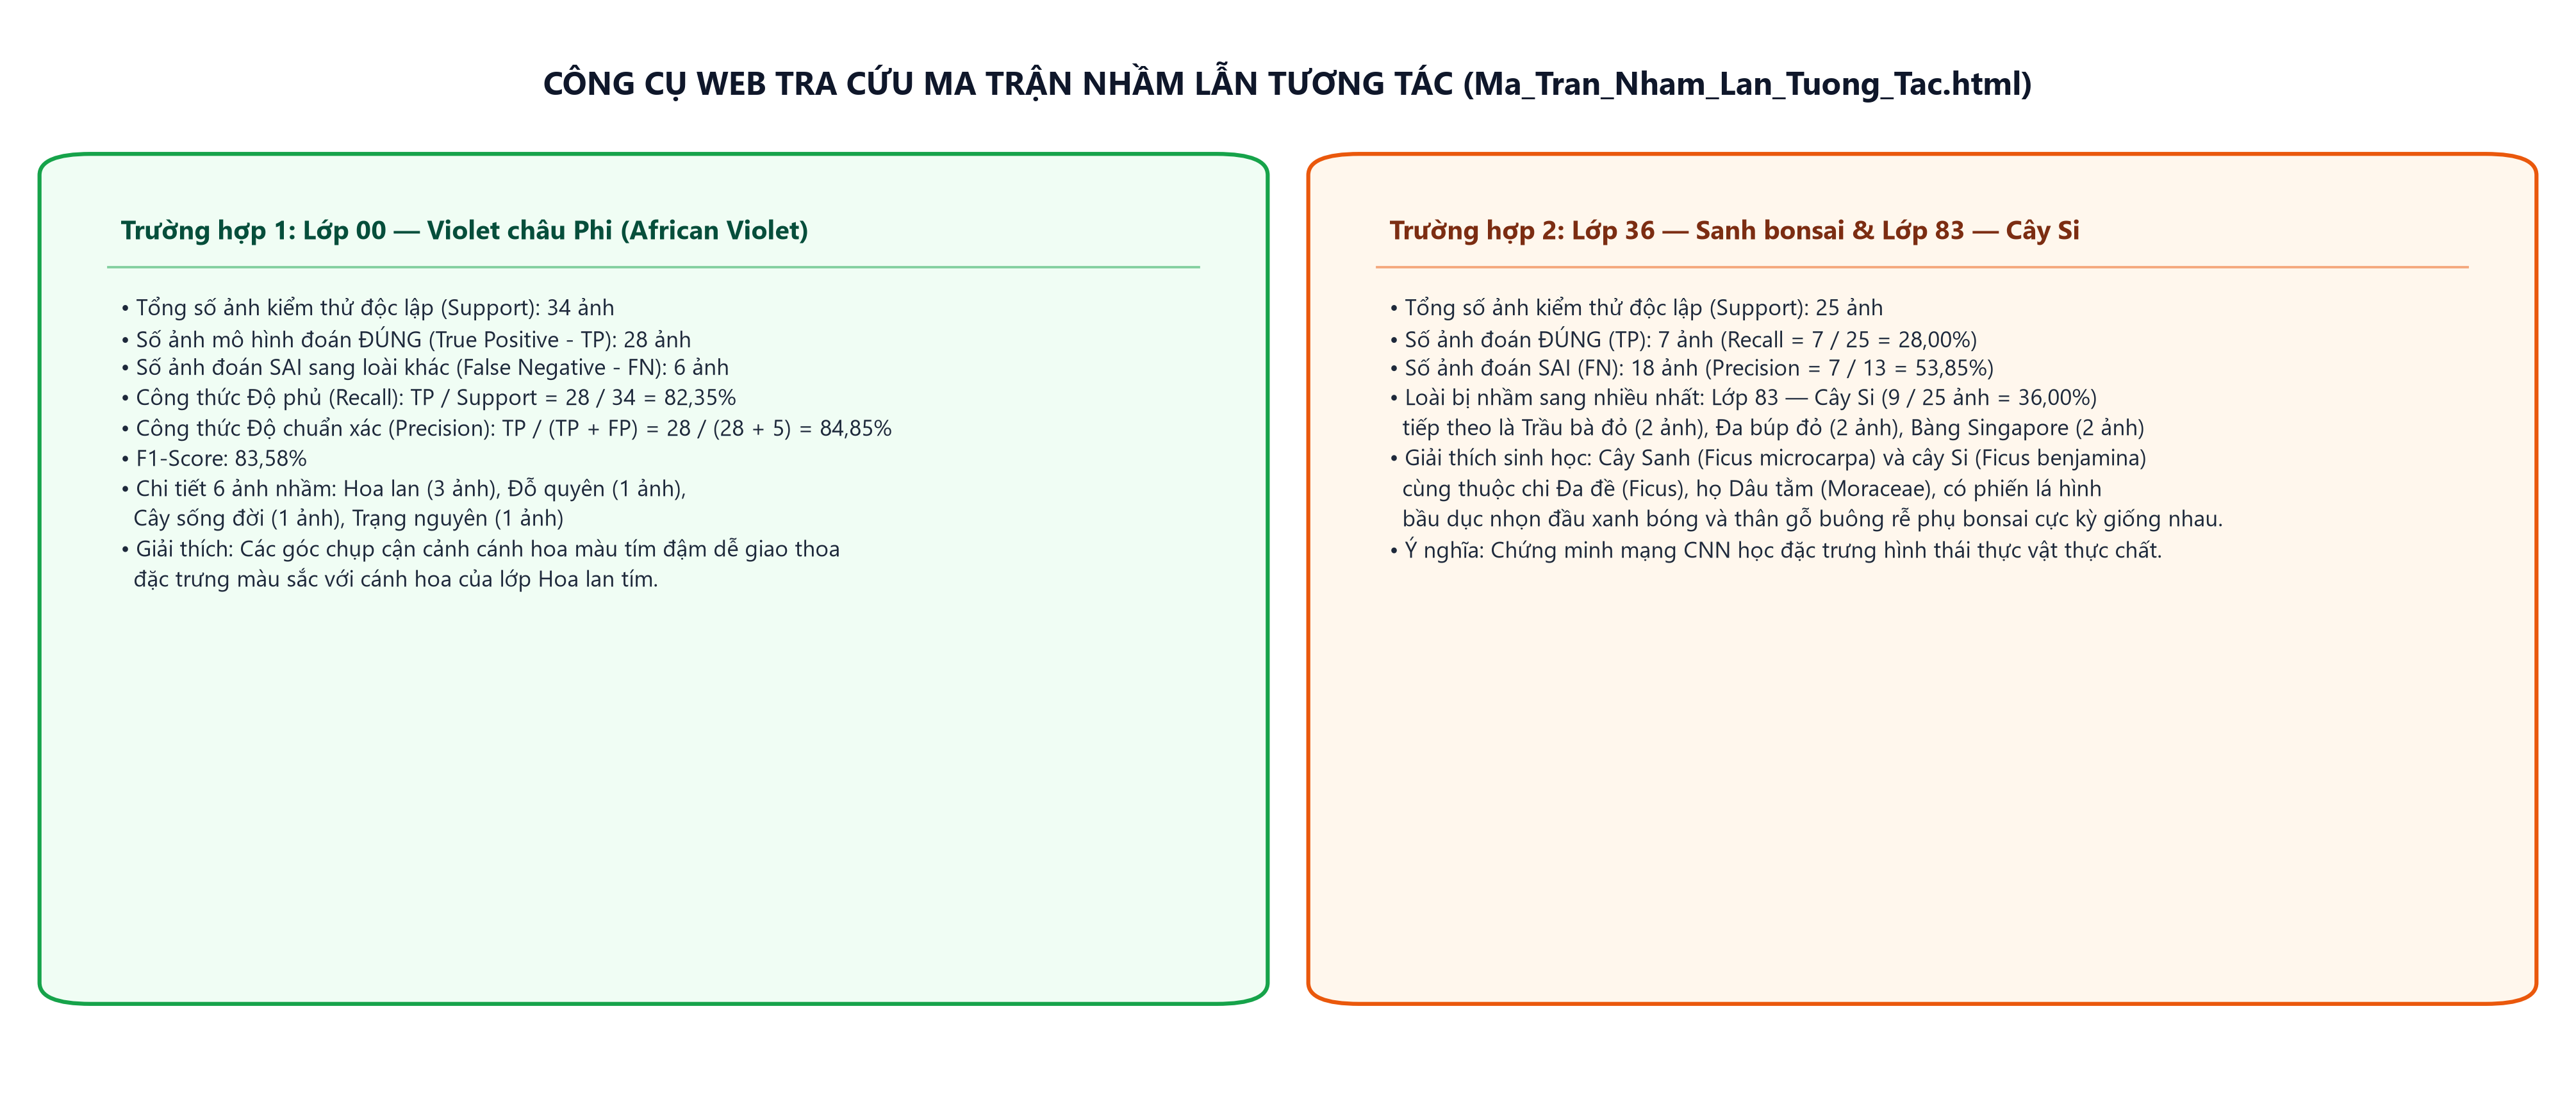 CÔNG CỤ WEB TRA CỨU MA TRẬN NHẦM LẪN TƯƠNG TÁC (Ma_Tran_Nham_Lan_Tuong_Tac.html)
Trường hợp 1: Lớp 00 — Violet châu Phi (African Violet)
• Tổng số ảnh kiểm thử độc lập (Support): 34 ảnh
• Số ảnh mô hình đoán ĐÚNG (True Positive - TP): 28 ảnh
• Số ảnh đoán SAI sang loài khác (False Negative - FN): 6 ảnh
• Công thức Độ phủ (Recall): TP / Support = 28 / 34 = 82,35%
• Công thức Độ chuẩn xác (Precision): TP / (TP + FP) = 28 / (28 + 5) = 84,85%
• F1-Score: 83,58%
• Chi tiết 6 ảnh nhầm: Hoa lan (3 ảnh), Đỗ quyên (1 ảnh),
Cây sống đời (1 ảnh), Trạng nguyên (1 ảnh)
• Giải thích: Các góc chụp cận cảnh cánh hoa màu tím đậm dễ giao thoa
đặc trưng màu sắc với cánh hoa của lớp Hoa lan tím.
Trường hợp 2: Lớp 36 — Sanh bonsai & Lớp 83 — Cây Si
• Tổng số ảnh kiểm thử độc lập (Support): 25 ảnh
• Số ảnh đoán ĐÚNG (TP): 7 ảnh (Recall = 7 / 25 = 28,00%)
• Số ảnh đoán SAI (FN): 18 ảnh (Precision = 7 / 13 = 53,85%)
• Loài bị nhầm sang nhiều nhất: Lớp 83 — Cây Si (9 / 25 ảnh = 36,00%)
tiếp theo là Trầu bà đỏ (2 ảnh), Đa búp đỏ (2 ảnh), Bàng Singapore (2 ảnh)
• Giải thích sinh học: Cây Sanh (Ficus microcarpa) và cây Si (Ficus benjamina)
cùng thuộc chi Đa đề (Ficus), họ Dâu tằm (Moraceae), có phiến lá hình
bầu dục nhọn đầu xanh bóng và thân gỗ buông rễ phụ bonsai cực kỳ giống nhau.
• Ý nghĩa: Chứng minh mạng CNN học đặc trưng hình thái thực vật thực chất.